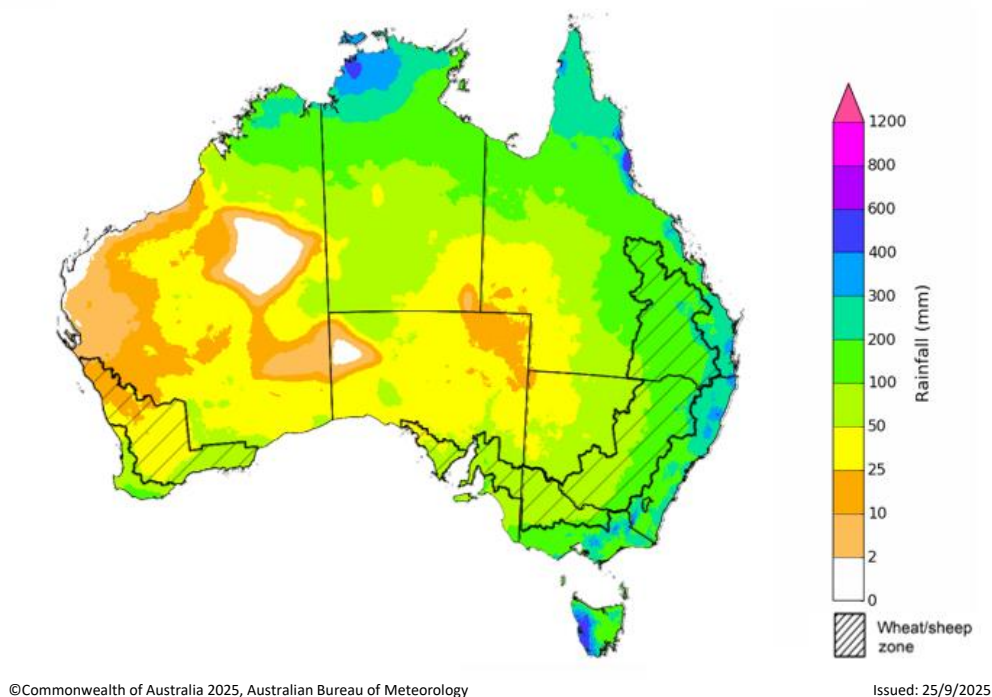 1200
800
600
400
300
200
100
50
25
10
2
0
Rainfall (mm)
Wheat/sheep
zone
©Commonwealth of Australia 2025, Australian Bureau of Meteorology
Issued: 25/9/2025